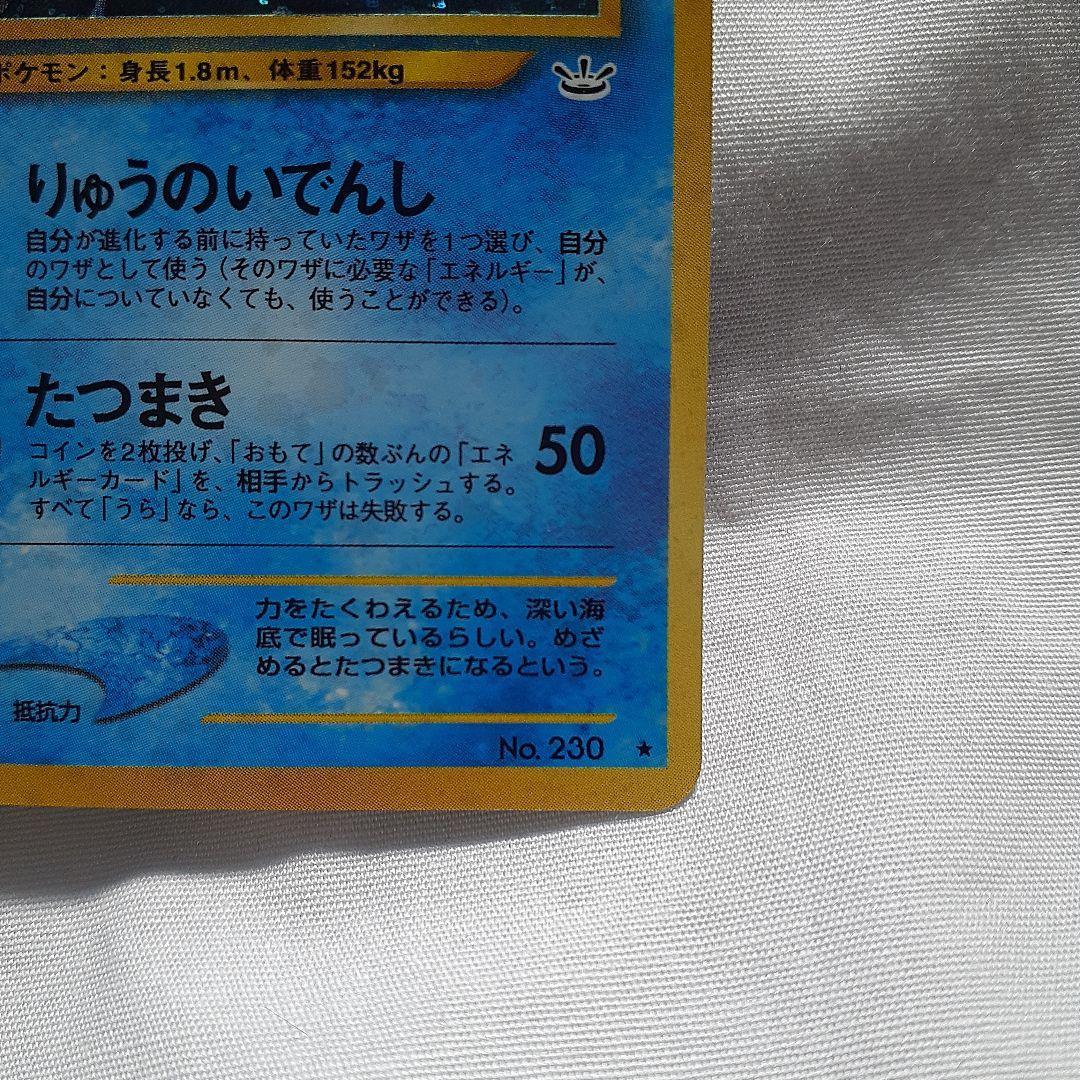 ポケモン：身長1.8m、体重152kg
りゅうのいでんし
自分が進化する前に持っていたワザを1つ選び、自分
のワザとして使う（そのワザに必要な「エネルギー」が、
自分についていなくても、使うことができる）。
たつまき
50
コインを2枚投げ、「おもて」の数ぶんの「エネ
ルギーカード」を、相手からトラッシュする。
すべて「うら」なら、このワザは失敗する。
力をたくわえるため、深い海
底で眠っているらしい。めざ
めるとたつまきになるという。
抵抗力
No. 230 ★